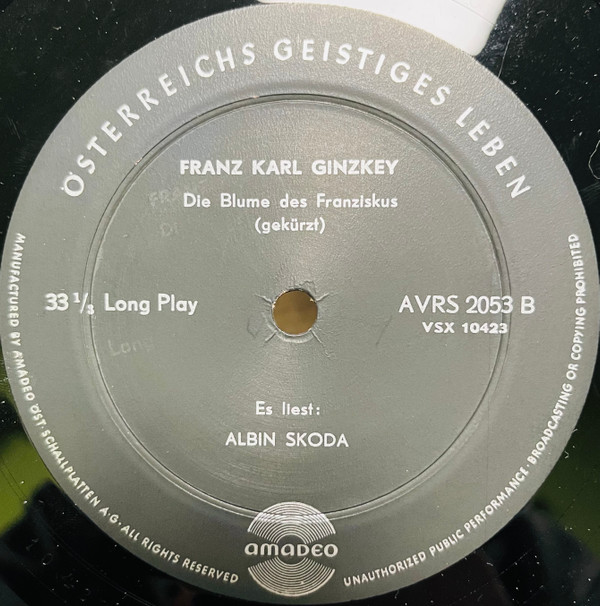 ÖSTERREICHS GEISTIGES LEBEN
FRANZ KARL GINZKEY
Die Blume des Franziskus
(gekürzt)
33 1/3 Long Play
AVRS 2053 B
VSX 10423
Es liest:
ALBIN SKODA
amadeo
MANUFACTURED BY AMADEO ÖST. SCHALLPLATTEN A.G. · ALL RIGHTS RESERVED
UNAUTHORIZED PUBLIC PERFORMANCE · BROADCASTING OR COPYING PROHIBITED